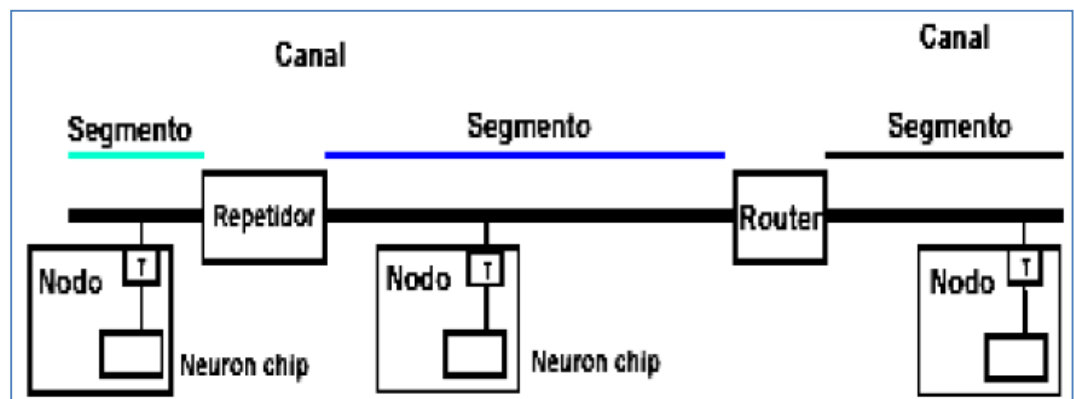 Canal
Canal
Segmento
Segmento
Segmento
Repetidor
Router
Nodo
T
Neuron chip
Nodo
T
Neuron chip
Nodo
T